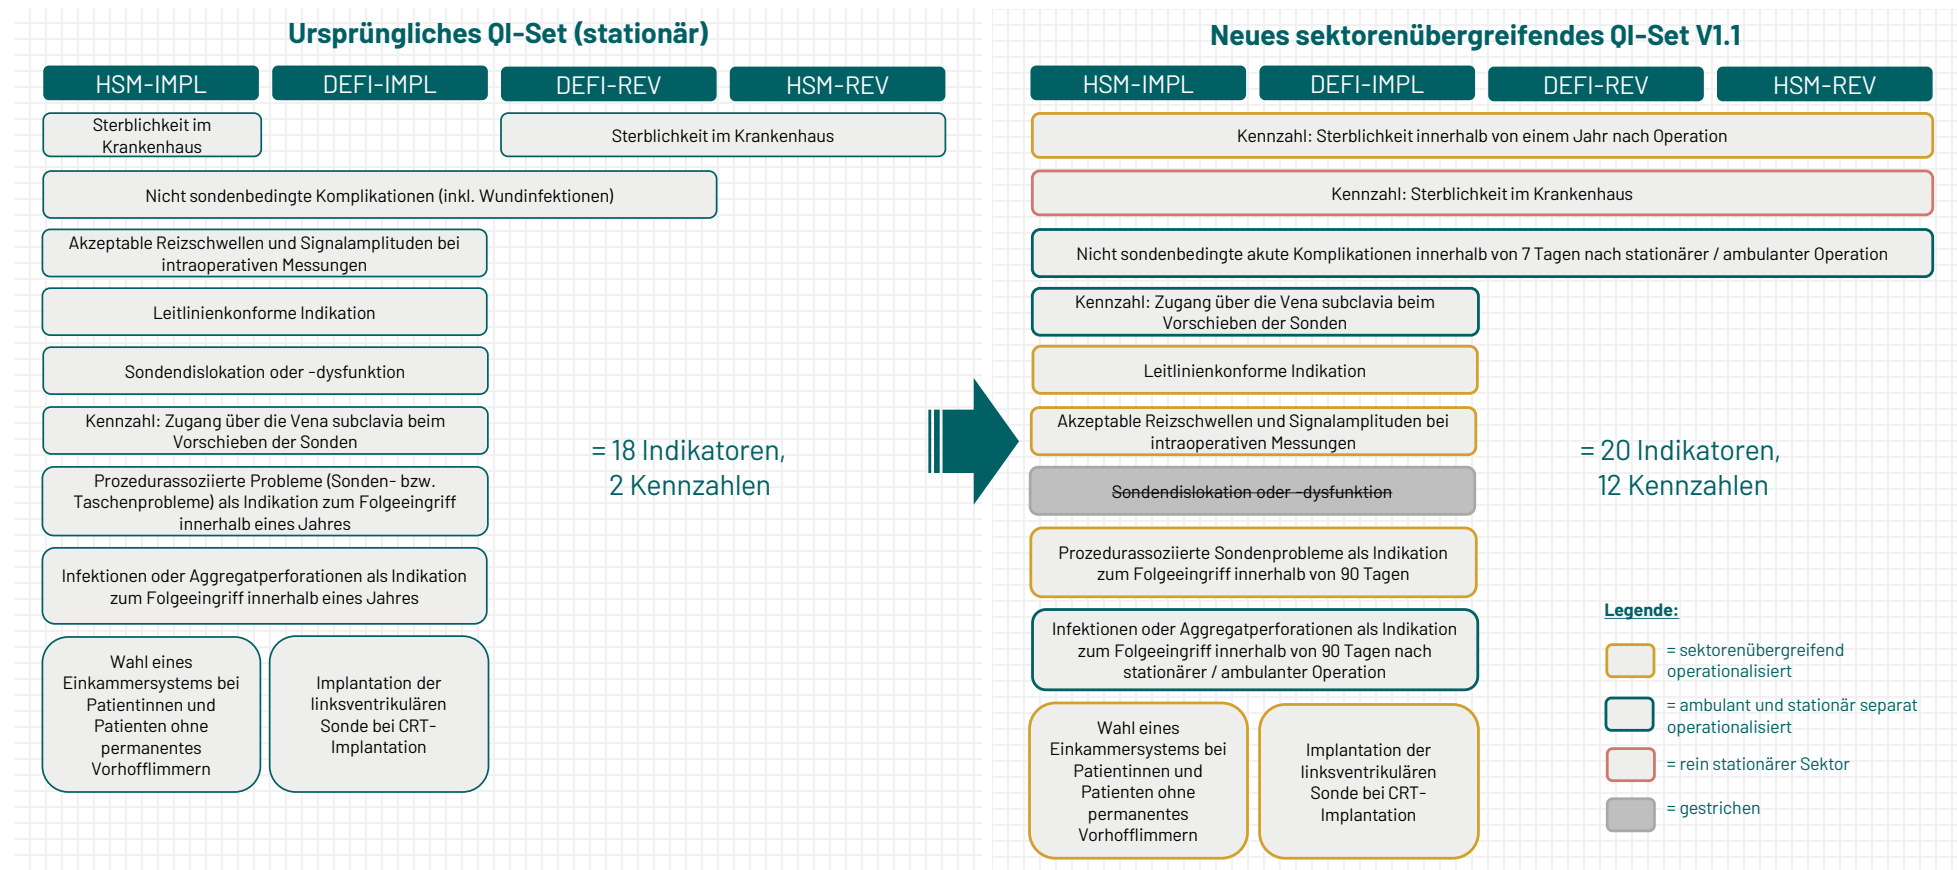 Ursprüngliches QI-Set (stationär)
HSM-IMPL
DEFI-IMPL
DEFI-REV
HSM-REV
Sterblichkeit im
Krankenhaus
Sterblichkeit im Krankenhaus
Nicht sondenbedingte Komplikationen (inkl. Wundinfektionen)
Akzeptable Reizschwellen und Signalamplituden bei
intraoperativen Messungen
Leitlinienkonforme Indikation
Sondendislokation oder -dysfunktion
Kennzahl: Zugang über die Vena subclavia beim
Vorschieben der Sonden
Prozedurassoziierte Probleme (Sonden- bzw.
Taschenprobleme) als Indikation zum Folgeeingriff
innerhalb eines Jahres
Infektionen oder Aggregatperforationen als Indikation
zum Folgeeingriff innerhalb eines Jahres
Wahl eines
Einkammersystems bei
Patientinnen und
Patienten ohne
permanentes
Vorhofflimmern
Implantation der
linksventrikulären
Sonde bei CRT-
Implantation
= 18 Indikatoren,
2 Kennzahlen
Neues sektorenübergreifendes QI-Set V1.1
HSM-IMPL
DEFI-IMPL
DEFI-REV
HSM-REV
Kennzahl: Sterblichkeit innerhalb von einem Jahr nach Operation
Kennzahl: Sterblichkeit im Krankenhaus
Nicht sondenbedingte akute Komplikationen innerhalb von 7 Tagen nach stationärer / ambulanter Operation
Kennzahl: Zugang über die Vena subclavia beim
Vorschieben der Sonden
Leitlinienkonforme Indikation
Akzeptable Reizschwellen und Signalamplituden bei
intraoperativen Messungen
Sondendislokation oder -dysfunktion
Prozedurassoziierte Sondenprobleme als Indikation
zum Folgeeingriff innerhalb von 90 Tagen
Infektionen oder Aggregatperforationen als Indikation
zum Folgeeingriff innerhalb von 90 Tagen nach
stationärer / ambulanter Operation
Wahl eines
Einkammersystems bei
Patientinnen und
Patienten ohne
permanentes
Vorhofflimmern
Implantation der
linksventrikulären
Sonde bei CRT-
Implantation
= 20 Indikatoren,
12 Kennzahlen
Legende:
= sektorenübergreifend
operationalisiert
= ambulant und stationär separat
operationalisiert
= rein stationärer Sektor
= gestrichen